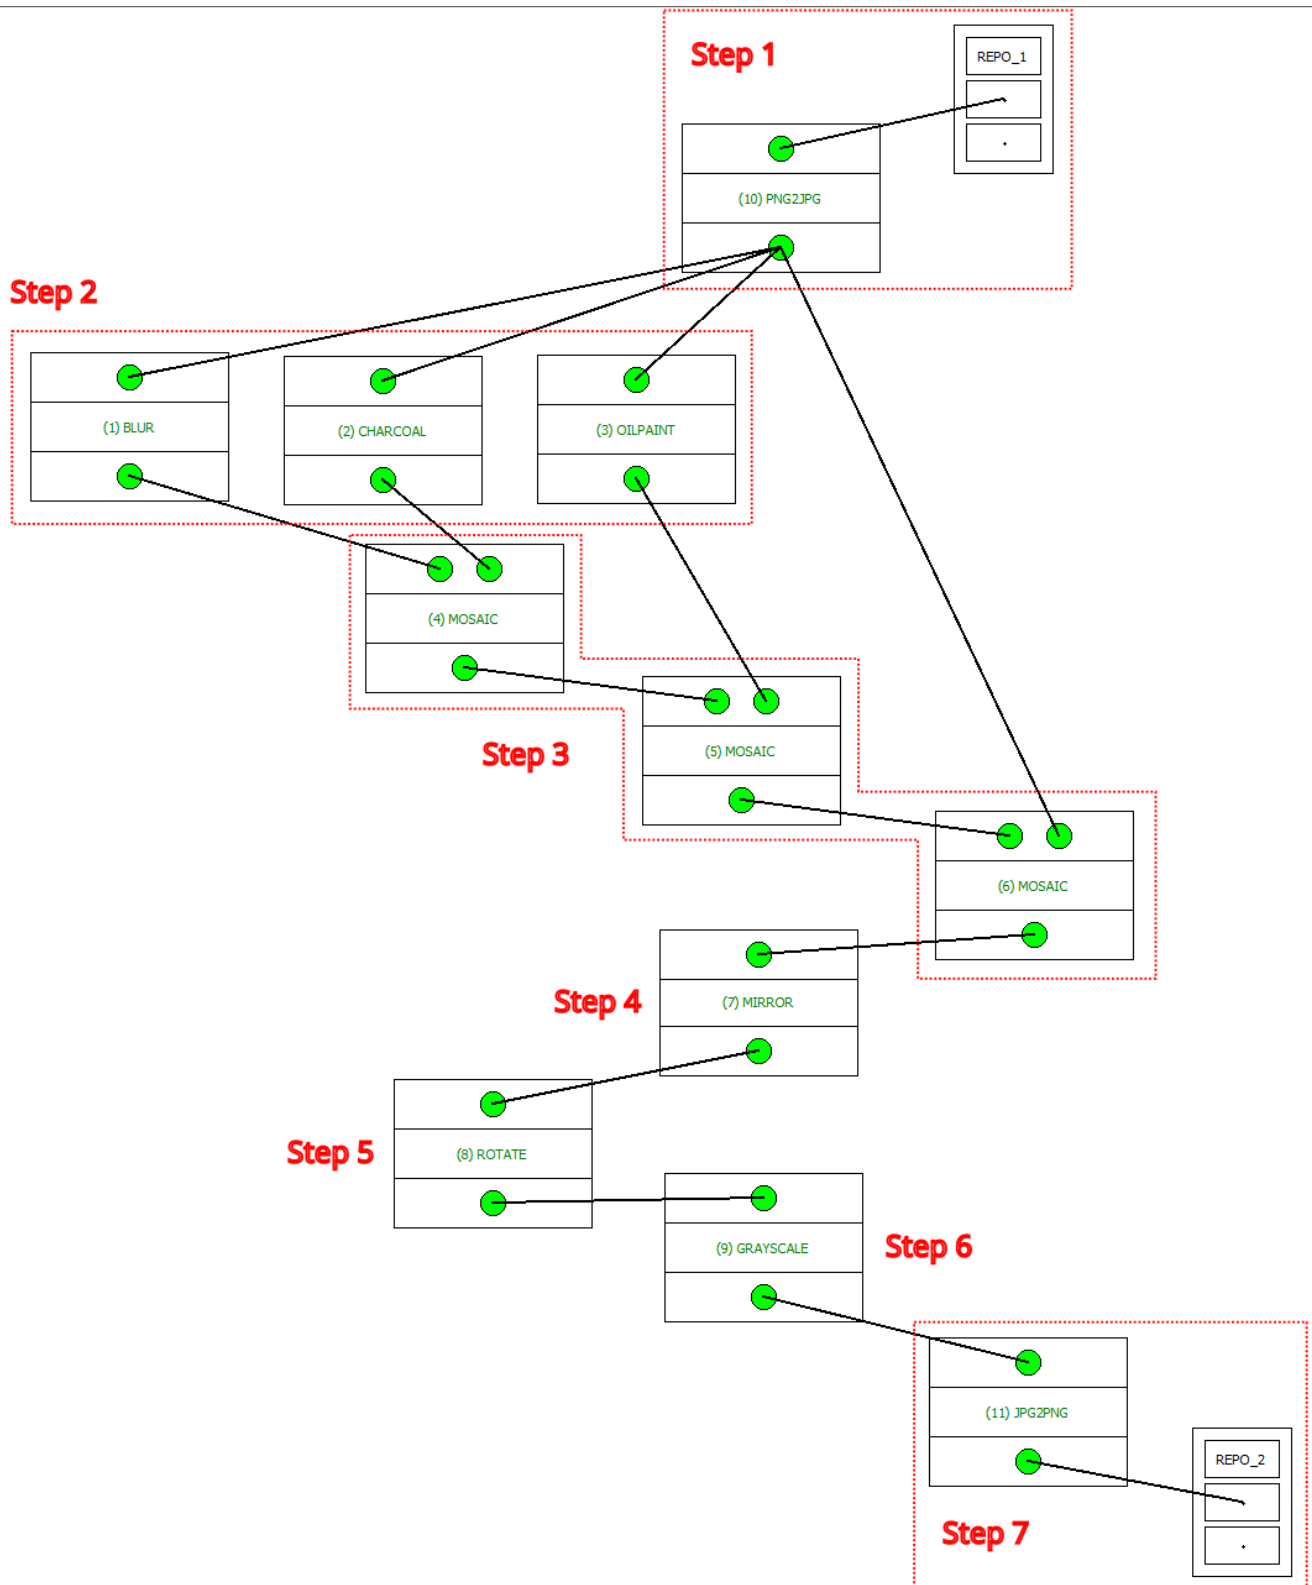 Step 1
REPO_1
(10) PNG2JPG
Step 2
(1) BLUR
(2) CHARCOAL
(3) OILPAINT
(4) MOSAIC
(5) MOSAIC
Step 3
(6) MOSAIC
Step 4
(7) MIRROR
Step 5
(8) ROTATE
(9) GRAYSCALE
Step 6
(11) JPG2PNG
REPO_2
Step 7